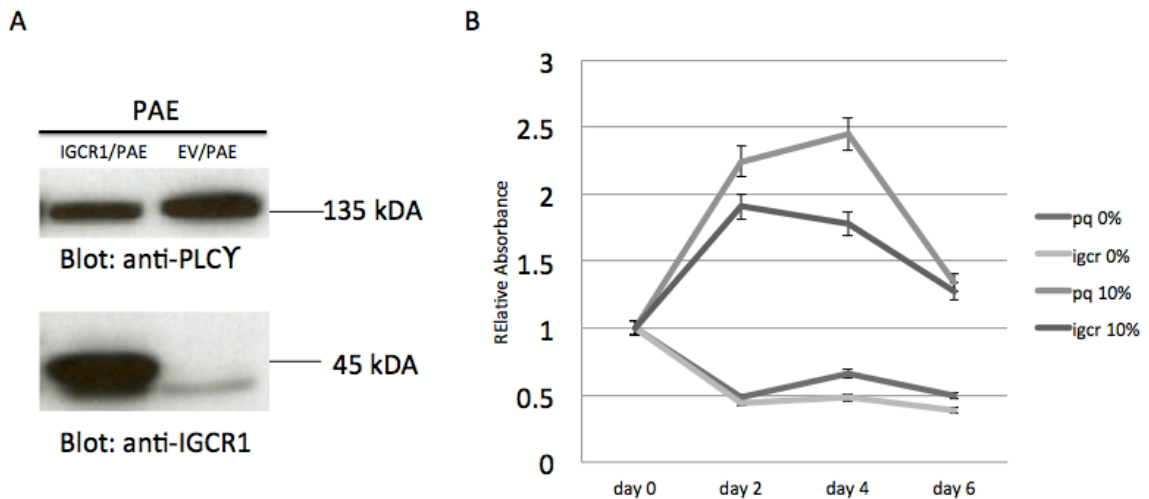 A
PAE
IGCR1/PAE EV/PAE
135 kDA
Blot: anti-PLCϒ
45 kDA
Blot: anti-IGCR1
B
RElative Absorbance
3
2.5
2
1.5
1
0.5
0
day 0 day 2 day 4 day 6
pq 0%
igcr 0%
pq 10%
igcr 10%